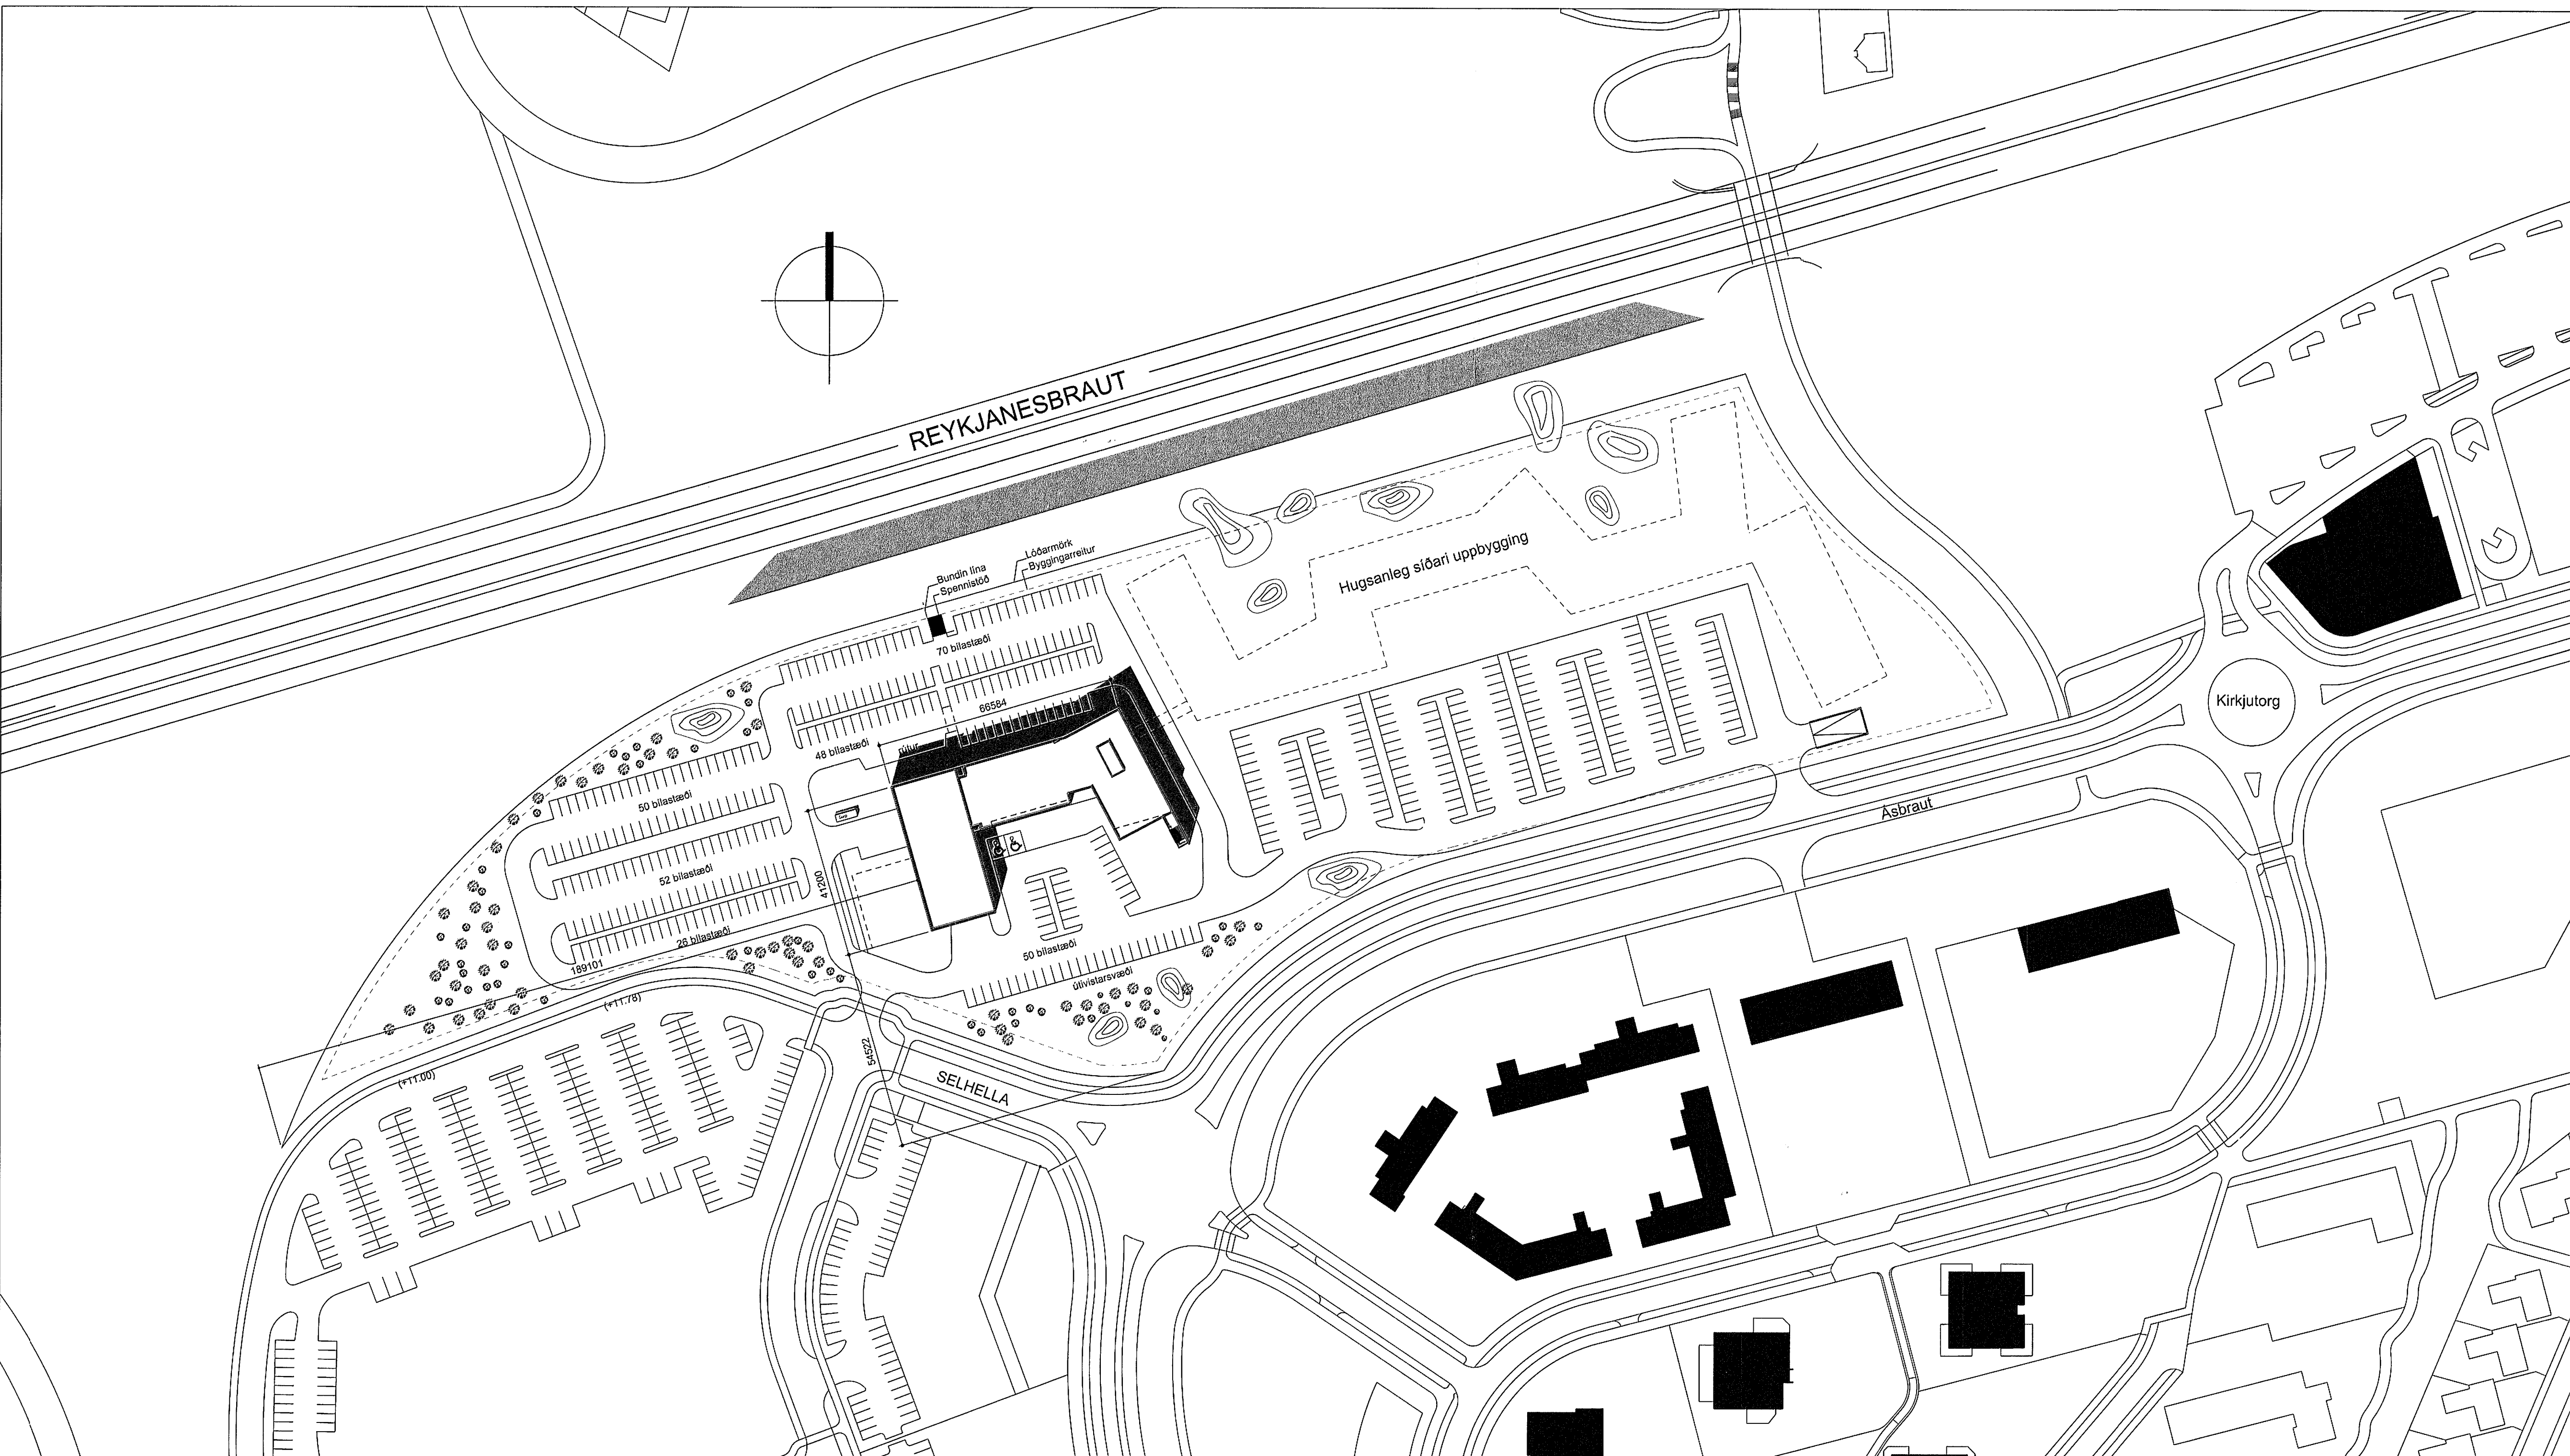 REYKJANESBRAUT
Bundin lína
Spennistöð
Lóðarmörk
Byggingarreitur
Hugsanleg síðari uppbygging
70 bílastæði
66584
48 bílastæði
rútur
50 bílastæði
52 bílastæði
41200
26 bílastæði
189101
50 bílastæði
útivistarsvæði
(+11.78)
(+11.00)
54522
SELHELLA
Ásbraut
Kirkjutorg